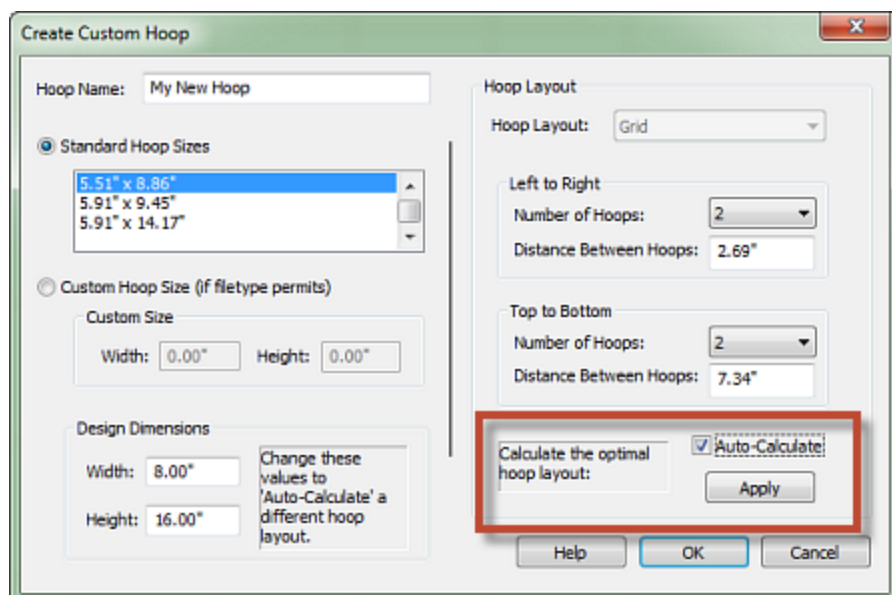 Create Custom Hoop
Hoop Name: My New Hoop
Standard Hoop Sizes
5.51" x 8.86"
5.91" x 9.45"
5.91" x 14.17"
Custom Hoop Size (if filetype permits)
Custom Size
Width: 0.00" Height: 0.00"
Design Dimensions
Width: 8.00"
Height: 16.00"
Change these
values to
'Auto-Calculate' a
different hoop
layout.
Hoop Layout
Hoop Layout: Grid
Left to Right
Number of Hoops: 2
Distance Between Hoops: 2.69"
Top to Bottom
Number of Hoops: 2
Distance Between Hoops: 7.34"
Calculate the optimal
hoop layout:
Auto-Calculate
Apply
Help OK Cancel